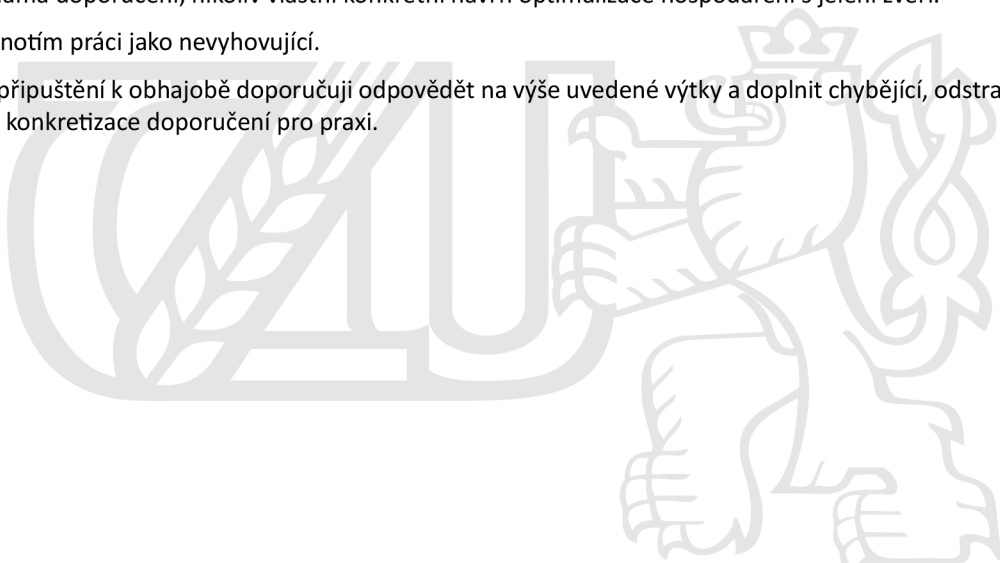 doporučení, nikoliv vlastní konkrétní návrh optimalizace hospodaření s jelení zvěří.
notím práci jako nevyhovující.
připuštění k obhajobě doporučuji odpovědět na výše uvedené výtky a doplnit chybějící, odstra
konkretizace doporučení pro praxi.
ČZU